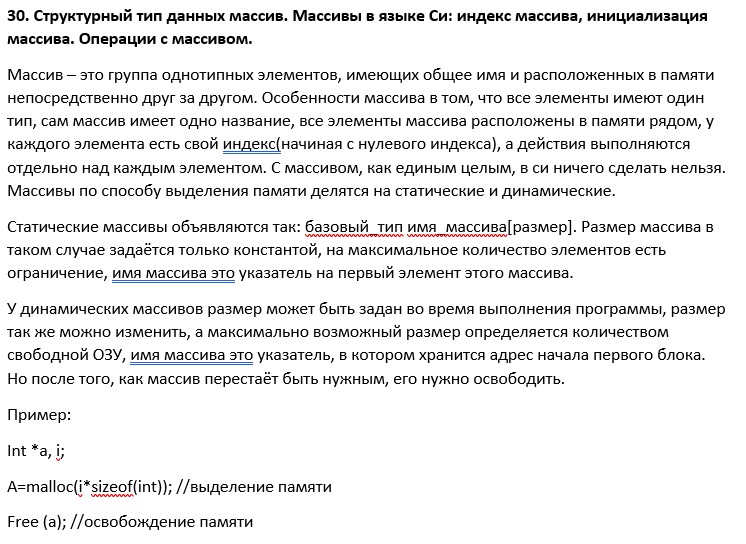 30. Структурный тип данных массив. Массивы в языке Си: индекс массива, инициализация
массива. Операции с массивом.
Массив – это группа однотипных элементов, имеющих общее имя и расположенных в памяти
непосредственно друг за другом. Особенности массива в том, что все элементы имеют один
тип, сам массив имеет одно название, все элементы массива расположены в памяти рядом, у
каждого элемента есть свой индекс(начиная с нулевого индекса), а действия выполняются
отдельно над каждым элементом. С массивом, как единым целым, в си ничего сделать нельзя.
Массивы по способу выделения памяти делятся на статические и динамические.
Статические массивы объявляются так: базовый_тип имя_массива[размер]. Размер массива в
таком случае задаётся только константой, на максимальное количество элементов есть
ограничение, имя массива это указатель на первый элемент этого массива.
У динамических массивов размер может быть задан во время выполнения программы, размер
так же можно изменить, а максимально возможный размер определяется количеством
свободной ОЗУ, имя массива это указатель, в котором хранится адрес начала первого блока.
Но после того, как массив перестаёт быть нужным, его нужно освободить.
Пример:
Int *a, i;
A=malloc(i*sizeof(int)); //выделение памяти
Free (a); //освобождение памяти